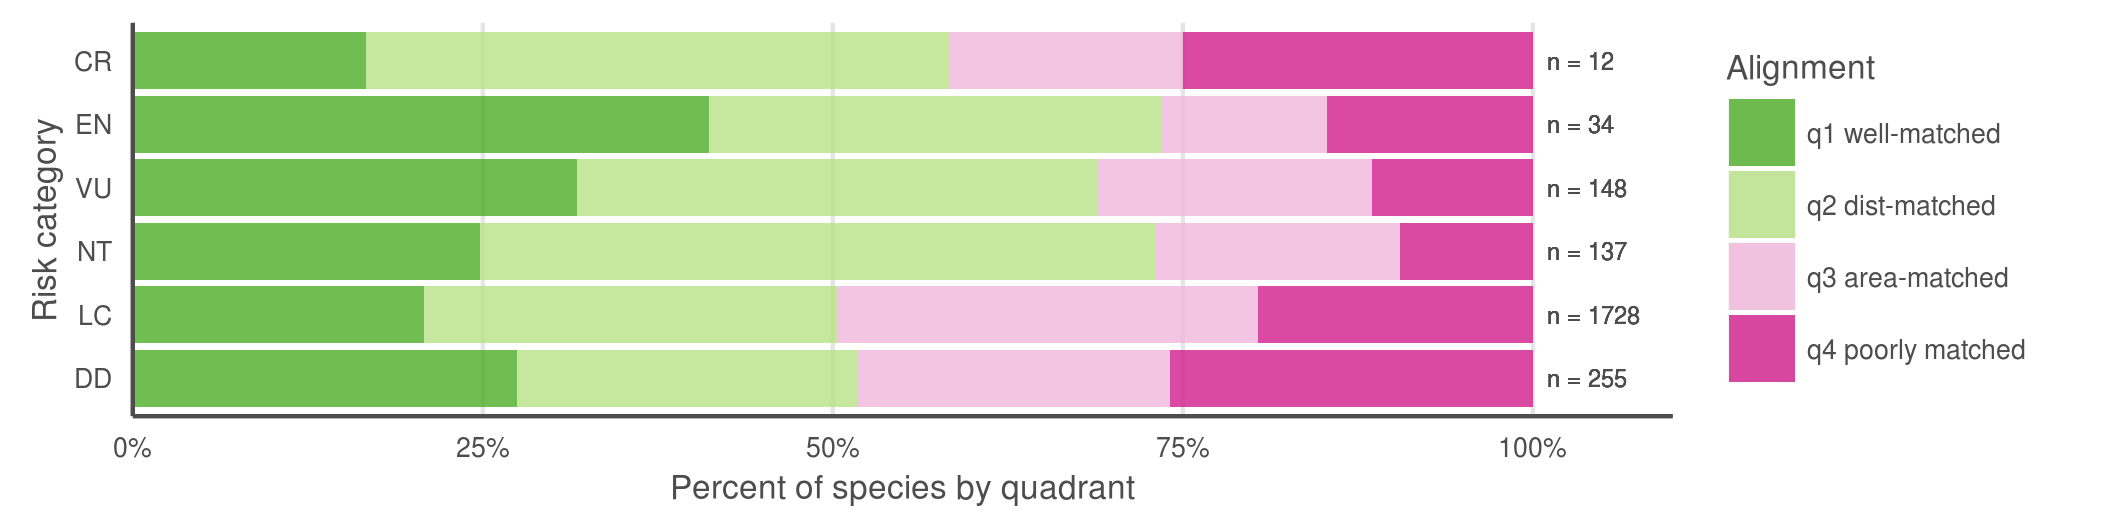 Risk category
CR
EN
VU
NT
LC
DD
n = 12
n = 34
n = 148
n = 137
n = 1728
n = 255
0%
25%
50%
75%
100%
Percent of species by quadrant
Alignment
q1 well-matched
q2 dist-matched
q3 area-matched
q4 poorly matched